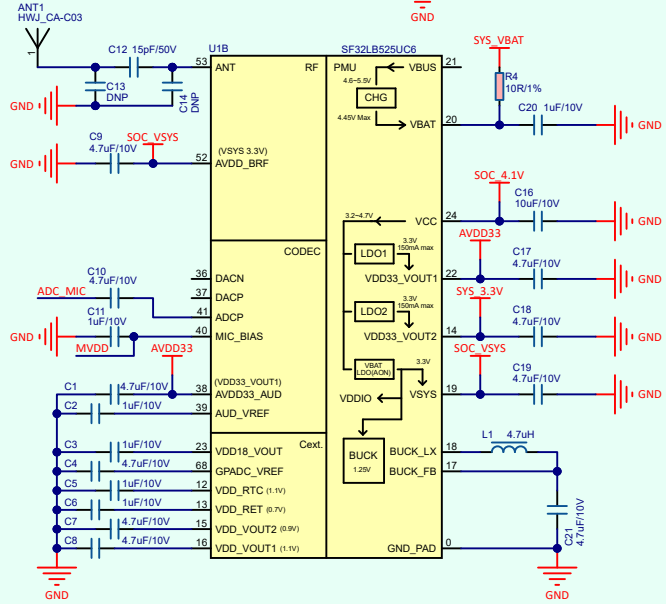 ANT1
HWJ_CA-C03
GND
1
C12 15pF/50V
C13
DNP
C14
DNP
GND
C9
4.7uF/10V
SOC_VSYS
GND
U1B
SF32LB525UC6
53
ANT
RF
(VSYS 3.3V)
52
AVDD_BRF
CODEC
36
DACN
37
DACP
41
ADCP
40
MIC_BIAS
C10
4.7uF/10V
ADC_MIC
C11
1uF/10V
GND
MVDD
AVDD33
(VDD33_VOUT1)
C1
4.7uF/10V
38
AVDD33_AUD
C2
1uF/10V
39
AUD_VREF
Cext.
C3
1uF/10V
23
VDD18_VOUT
C4
4.7uF/10V
68
GPADC_VREF
C5
1uF/10V
12
VDD_RTC (1.1V)
C6
1uF/10V
13
VDD_RET (0.7V)
C7
4.7uF/10V
15
VDD_VOUT2 (0.9V)
C8
4.7uF/10V
16
VDD_VOUT1 (1.1V)
GND
PMU
VBUS
21
4.6~5.5V
CHG
4.45V Max
VBAT
20
SYS_VBAT
R4
10R/1%
C20 1uF/10V
GND
3.2~4.7V
VCC
24
SOC_4.1V
C16
10uF/10V
GND
LDO1
3.3V
150mA max
VDD33_VOUT1
22
AVDD33
C17
4.7uF/10V
GND
LDO2
3.3V
150mA max
VDD33_VOUT2
14
SYS_3.3V
C18
4.7uF/10V
GND
VBAT
LDO(AON)
3.3V
VDDIO
VSYS
19
SOC_VSYS
C19
4.7uF/10V
GND
BUCK
1.25V
BUCK_LX
18
L1 4.7uH
BUCK_FB
17
C21
4.7uF/10V
GND_PAD
0
GND